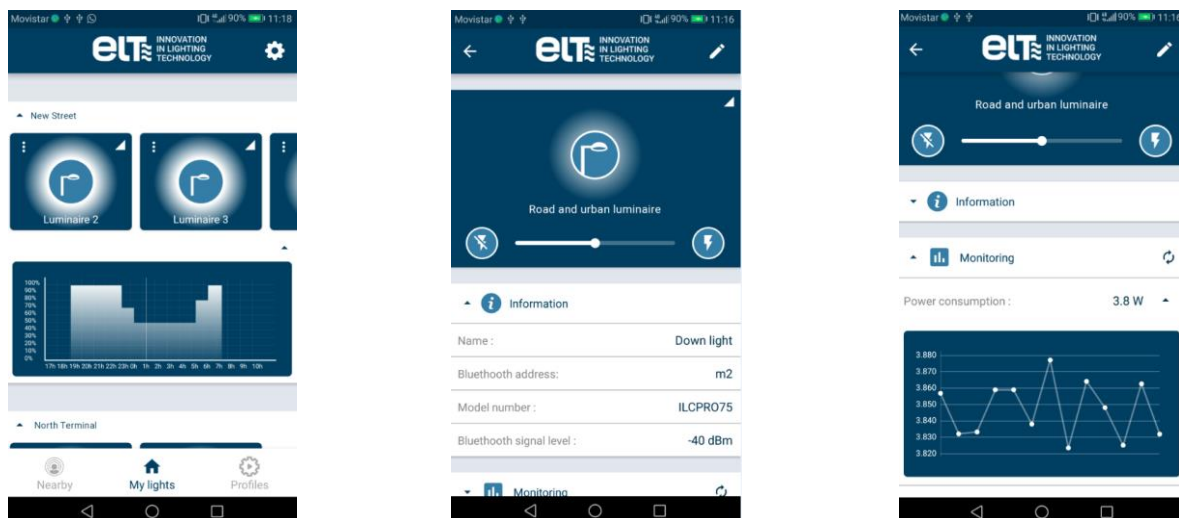 Movistar 90% 11:18
eLT INNOVATION
IN LIGHTING
TECHNOLOGY
New Street
Luminaire 2
Luminaire 3
100%
90%
80%
70%
60%
50%
40%
30%
20%
10%
0%
17h 18h 19h 20h 21h 22h 23h 0h 1h 2h 3h 4h 5h 6h 7h 8h 9h 10h
North Terminal
Nearby
My lights
Profiles
Movistar 90% 11:16
eLT INNOVATION
IN LIGHTING
TECHNOLOGY
Road and urban luminaire
Information
Name : Down light
Bluethooth address: m2
Model number : ILCPRO75
Bluethooth signal level : -40 dBm
Monitoring
Movistar 90% 11:16
eLT INNOVATION
IN LIGHTING
TECHNOLOGY
Road and urban luminaire
Information
Monitoring
Power consumption : 3.8 W
3.880
3.870
3.860
3.850
3.840
3.830
3.820